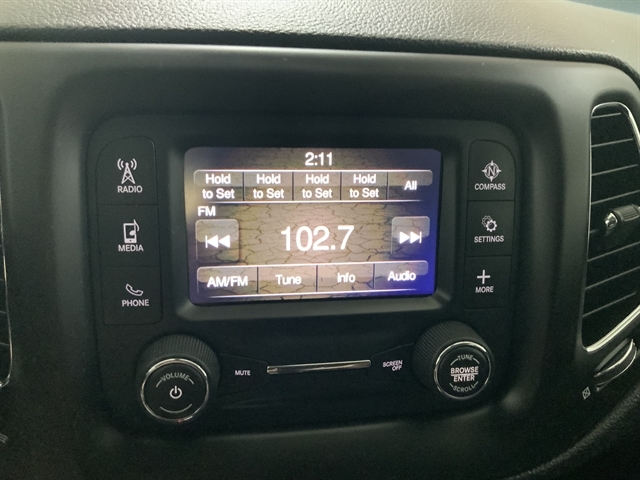 2:11
Hold to Set
Hold to Set
Hold to Set
Hold to Set
All
FM
102.7
AM/FM
Tune
Info
Audio
RADIO
MEDIA
PHONE
N
COMPASS
SETTINGS
MORE
VOLUME
MUTE
SCREEN OFF
TUNE
BROWSE
ENTER
SCROLL